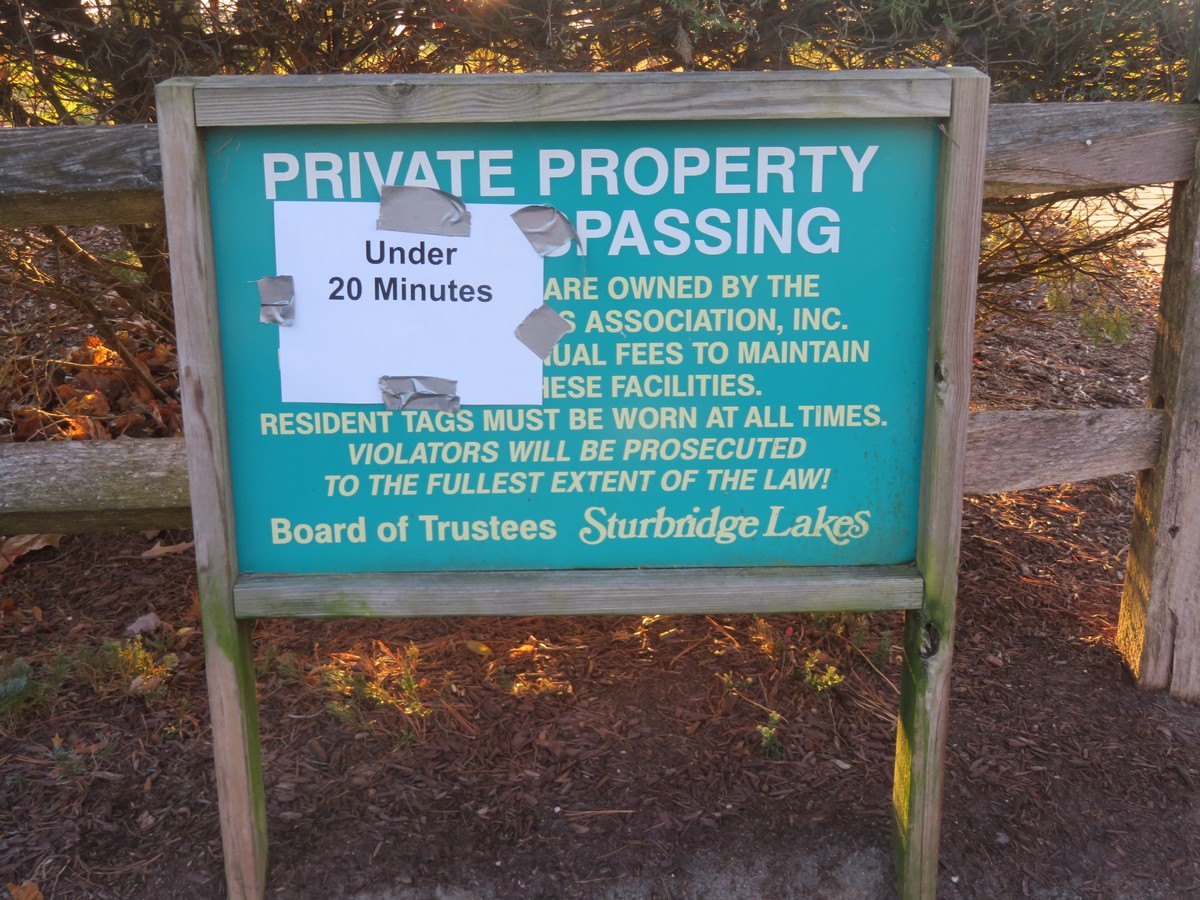 PRIVATE PROPERTY
PASSING
Under
20 Minutes
ARE OWNED BY THE
ASSOCIATION, INC.
FEES TO MAINTAIN
FACILITIES.
RESIDENT TAGS MUST BE WORN AT ALL TIMES.
VIOLATORS WILL BE PROSECUTED
TO THE FULLEST EXTENT OF THE LAW!
Board of Trustees Sturbridge Lakes